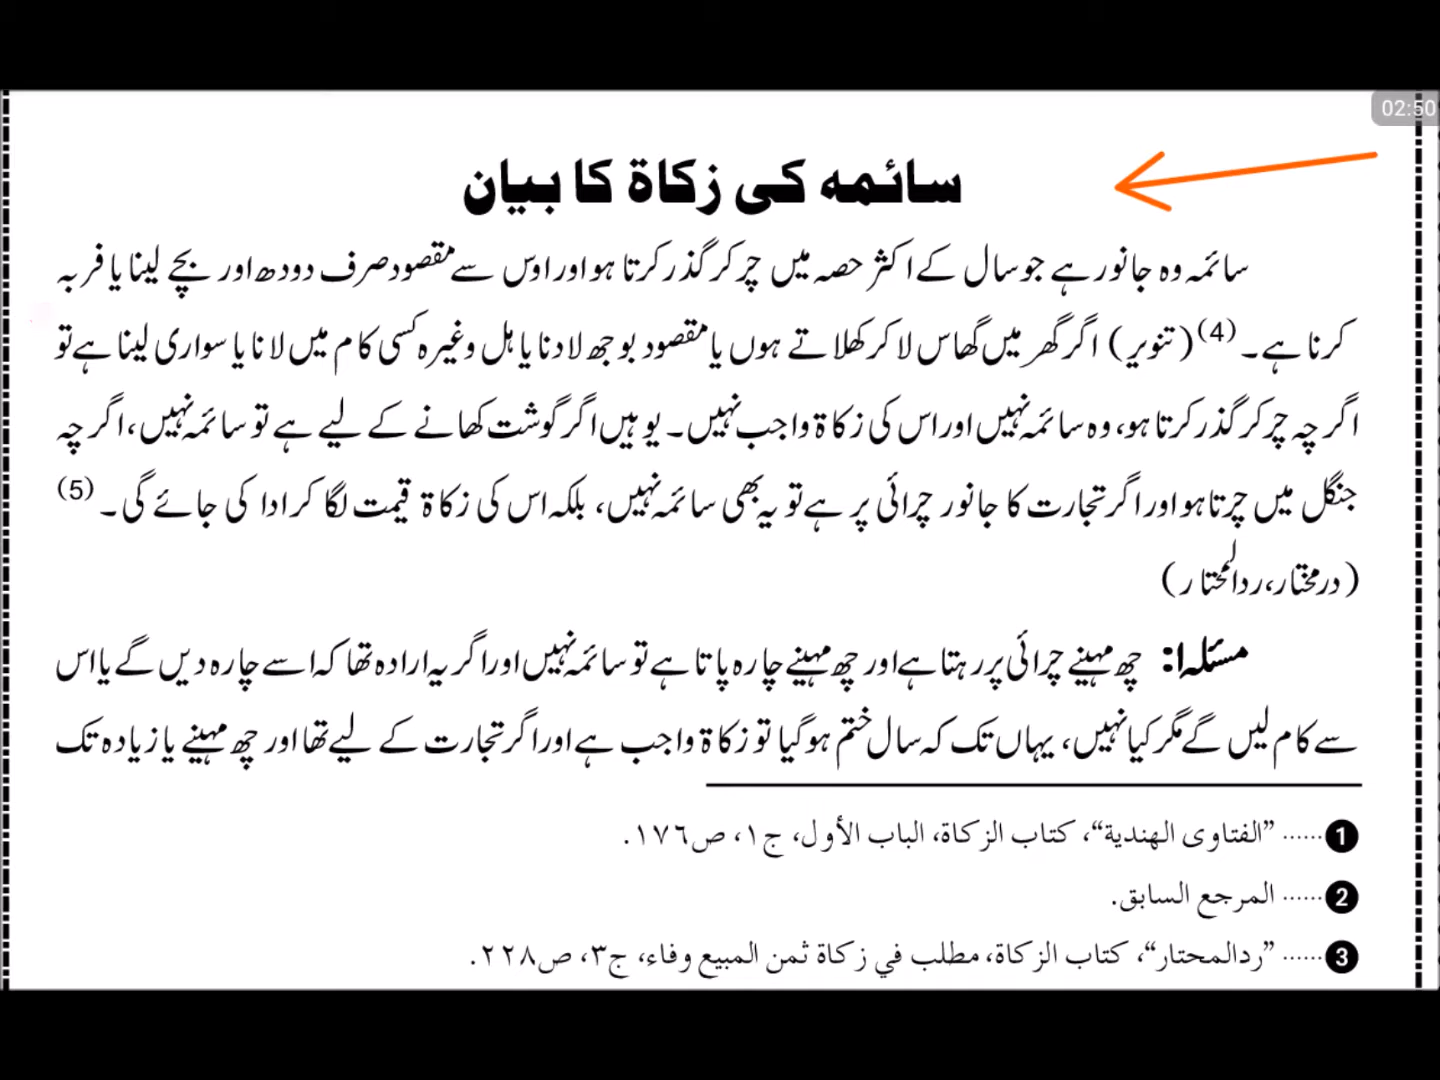 02:50
سائمہ کی زکاۃ کا بیان
سائمہ وہ جانور ہے جو سال کے اکثر حصہ میں چر کر گذر کرتا ہو اور اوس سے مقصود صرف دودھ اور بچے لینا یا فربہ
کرنا ہے۔ (4) (تنویر) اگر گھر میں گھاس لا کر کھلاتے ہوں یا مقصود بوجھ لادنا یا ہل وغیرہ کسی کام میں لانا یا سواری لینا ہے تو
اگرچہ چر کر گذر کرتا ہو، وہ سائمہ نہیں اور اس کی زکاۃ واجب نہیں۔ یوہیں اگر گوشت کھانے کے لیے ہے تو سائمہ نہیں، اگرچہ
جنگل میں چرتا ہو اور اگر تجارت کا جانور چرائی پر ہے تو یہ بھی سائمہ نہیں، بلکہ اس کی زکاۃ قیمت لگا کر ادا کی جائے گی۔ (5)
(درمختار، ردالمحتار)
مسئلہ ۱: چھ مہینے چرائی پر رہتا ہے اور چھ مہینے چارہ پاتا ہے تو سائمہ نہیں اور اگر یہ ارادہ تھا کہ اسے چارہ دیں گے یا اس
سے کام لیں گے مگر کیا نہیں، یہاں تک کہ سال ختم ہوگیا تو زکاۃ واجب ہے اور اگر تجارت کے لیے تھا اور چھ مہینے یا زیادہ تک
1 ...... "الفتاوى الهندية"، كتاب الزكاة، الباب الأول، ج١، ص١٧٦.
2 ...... المرجع السابق.
3 ...... "ردالمحتار"، كتاب الزكاة، مطلب في زكاة ثمن المبيع وفاء، ج٣، ص٢٢٨.